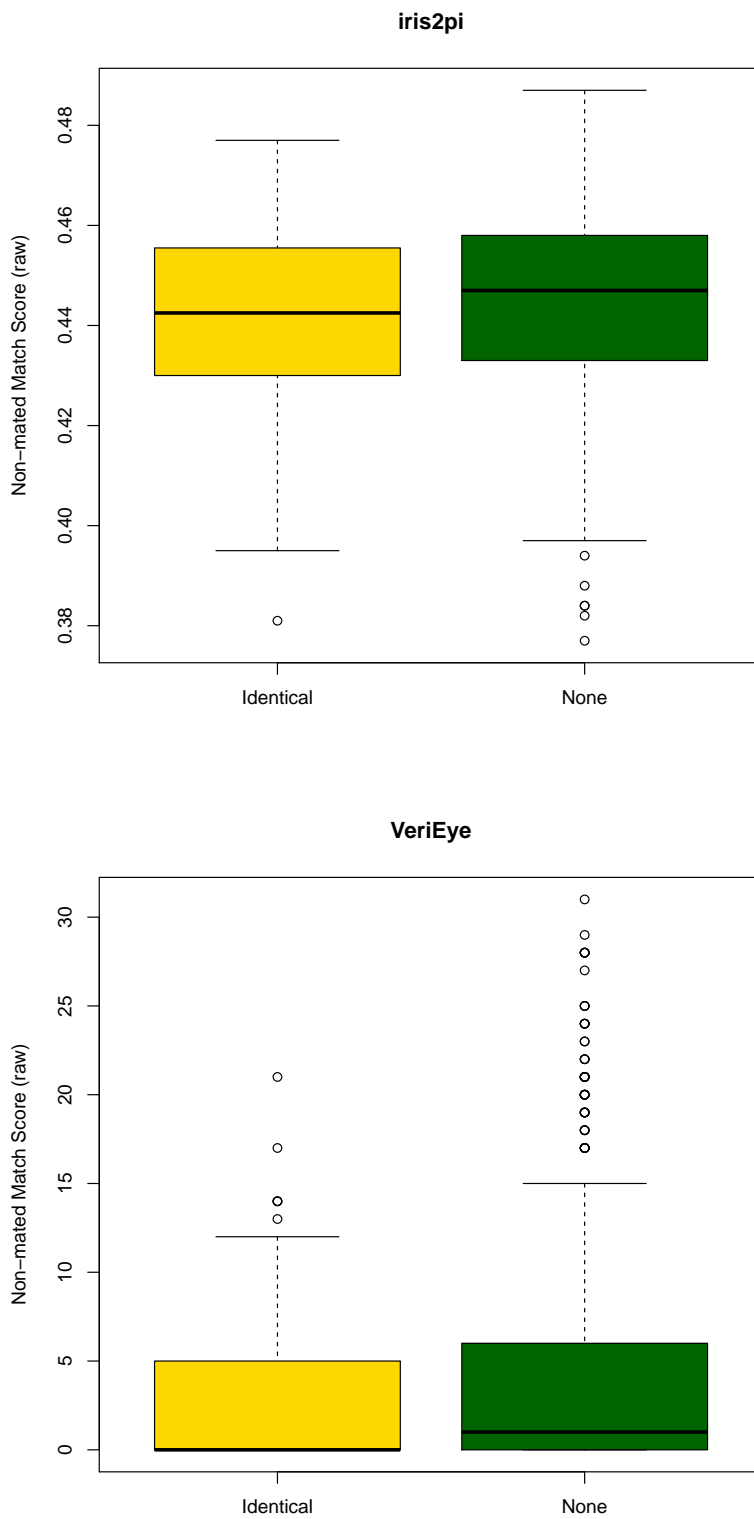 iris2pi
Non−mated Match Score (raw)
0.48
0.46
0.44
0.42
0.40
0.38
Identical None
VeriEye
Non−mated Match Score (raw)
30
25
20
15
10
5
0
Identical None